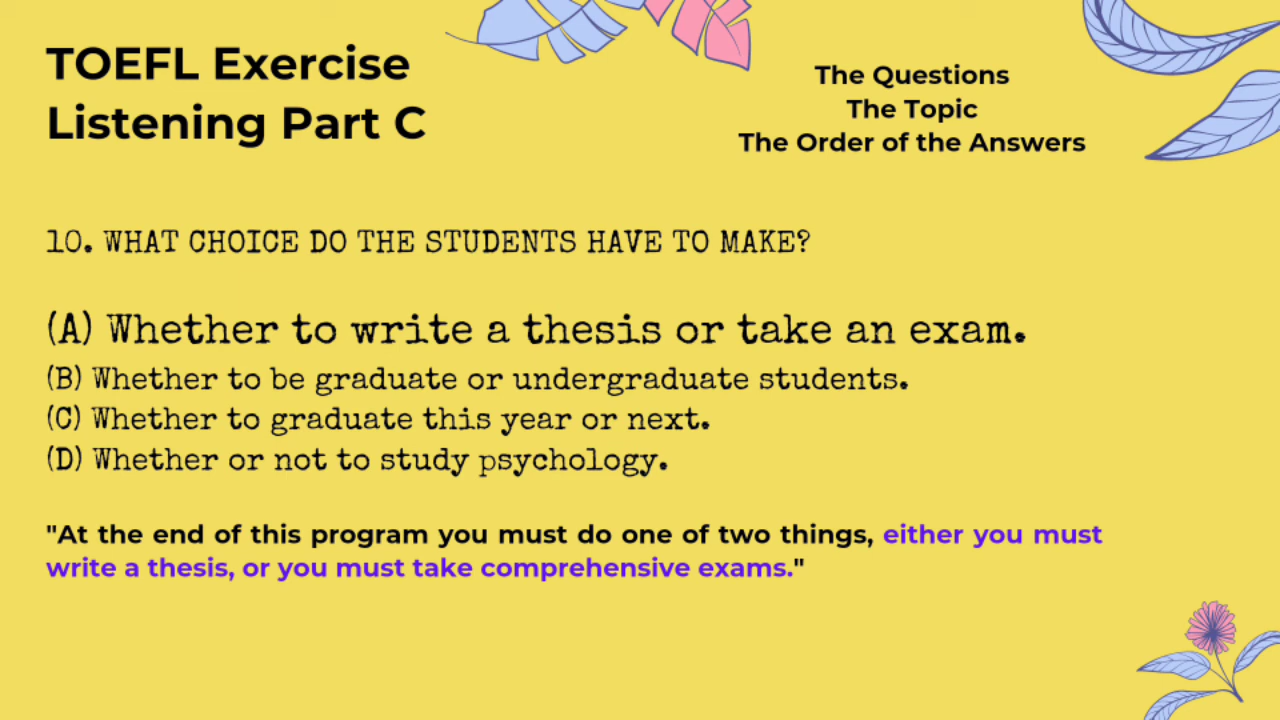 TOEFL Exercise
Listening Part C
The Questions
The Topic
The Order of the Answers
10. WHAT CHOICE DO THE STUDENTS HAVE TO MAKE?
(A) Whether to write a thesis or take an exam.
(B) Whether to be graduate or undergraduate students.
(C) Whether to graduate this year or next.
(D) Whether or not to study psychology.
"At the end of this program you must do one of two things, either you must
write a thesis, or you must take comprehensive exams."